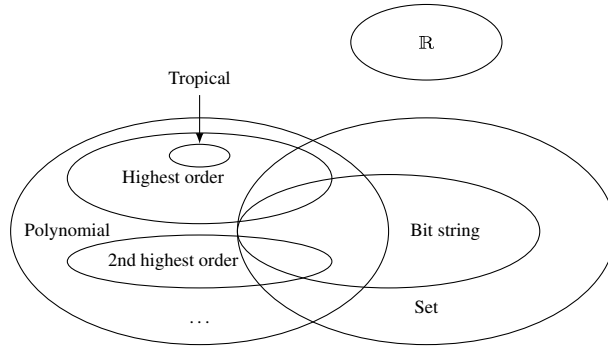 ℝ
Tropical
Highest order
Polynomial
Bit string
2nd highest order
Set
...